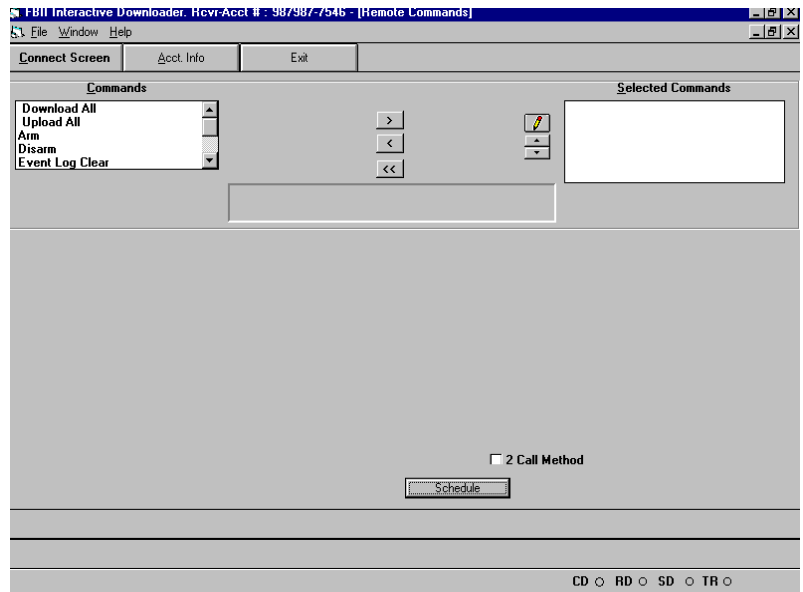 FBII Interactive Downloader. Rcvr-Acct # : 987987-7546 - [Remote Commands]
File Window Help
Connect Screen Acct. Info Exit
Commands
Selected Commands
Download All
Upload All
Arm
Disarm
Event Log Clear
>
<
<<
2 Call Method
Schedule
CD RD SD TR